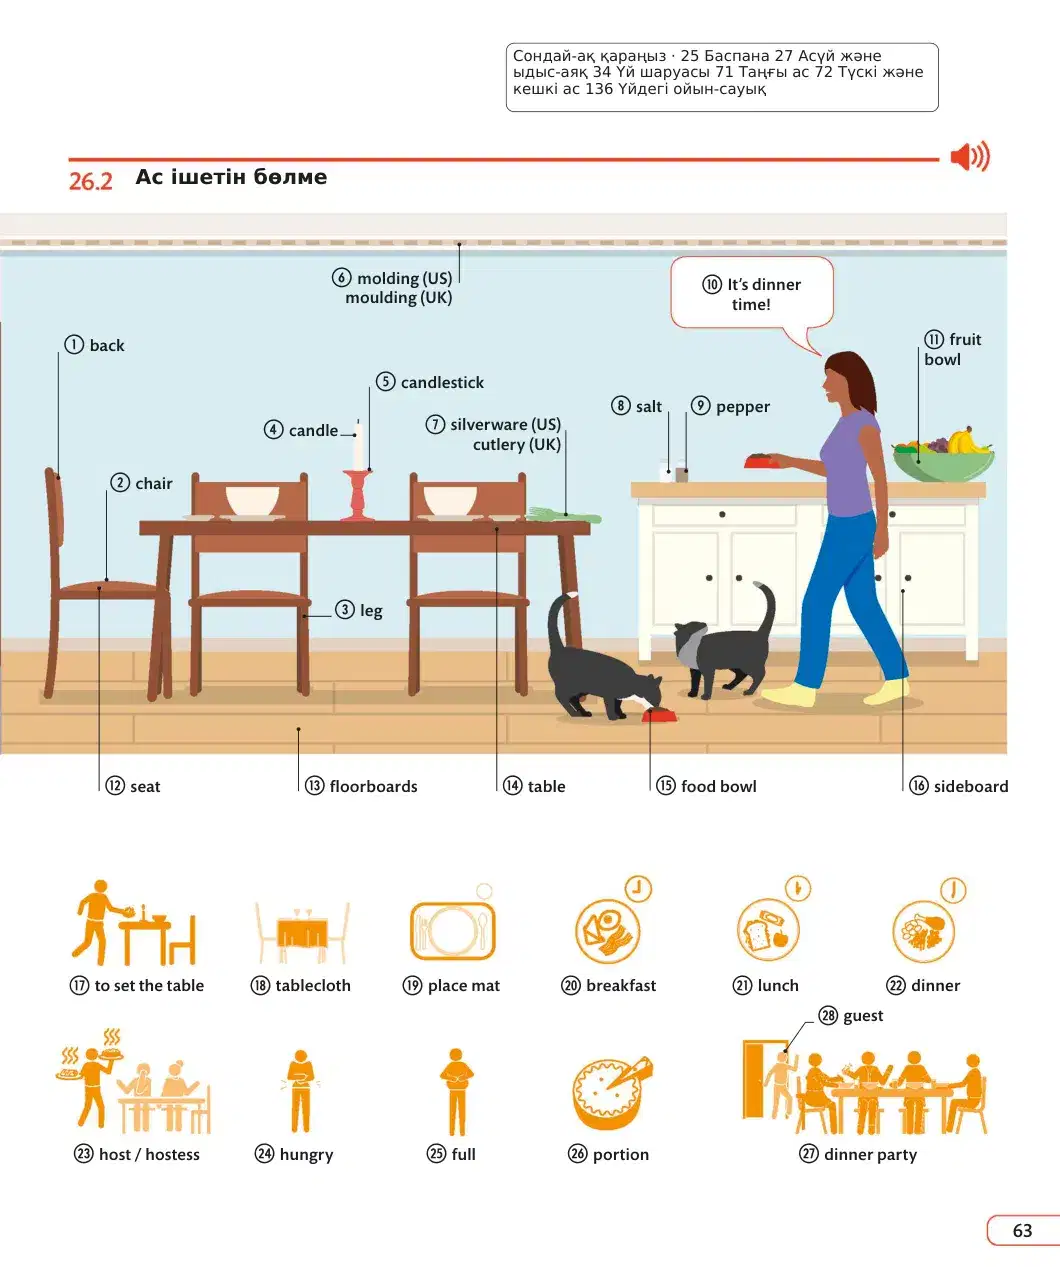 Сондай-ақ қараңыз · 25 Баспана 27 Асүй және
ыдыс-аяқ 34 Үй шаруасы 71 Таңғы ас 72 Түскі және
кешкі ас 136 Үйдегі ойын-сауық
26.2 Ас ішетін бөлме
⑥ molding (US)
moulding (UK)
⑩ It's dinner
time!
① back
⑪ fruit
bowl
⑤ candlestick
⑧ salt
⑨ pepper
④ candle
⑦ silverware (US)
cutlery (UK)
② chair
③ leg
⑫ seat
⑬ floorboards
⑭ table
⑮ food bowl
⑯ sideboard
⑰ to set the table
⑱ tablecloth
⑲ place mat
⑳ breakfast
㉑ lunch
㉒ dinner
㉘ guest
㉓ host / hostess
㉔ hungry
㉕ full
㉖ portion
㉗ dinner party
63